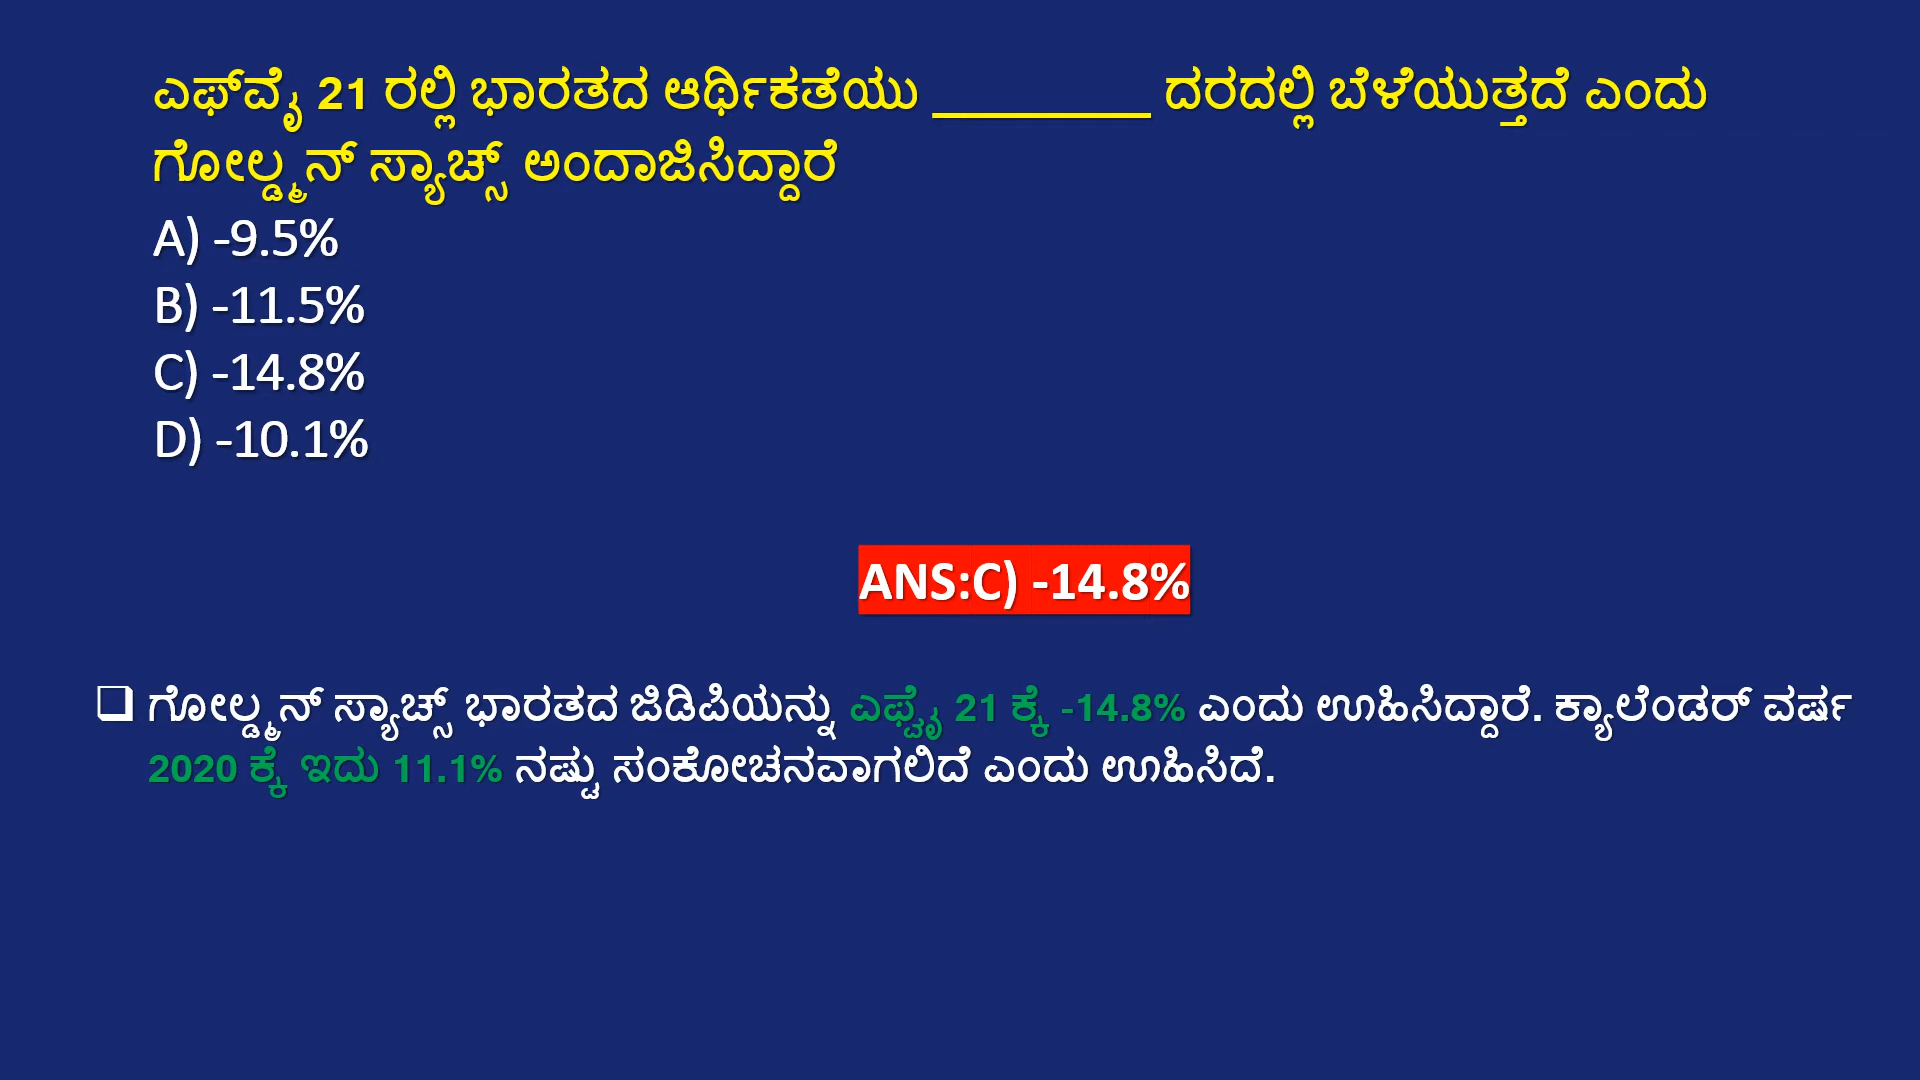 ಎಫ್‌ವೈ 21 ರಲ್ಲಿ ಭಾರತದ ಆರ್ಥಿಕತೆಯು ________ ದರದಲ್ಲಿ ಬೆಳೆಯುತ್ತದೆ ಎಂದು
ಗೋಲ್ಡ್ಮನ್ ಸ್ಯಾಚ್ಸ್ ಅಂದಾಜಿಸಿದ್ದಾರೆ
A) -9.5%
B) -11.5%
C) -14.8%
D) -10.1%
ANS:C) -14.8%
❑ ಗೋಲ್ಡ್ಮನ್ ಸ್ಯಾಚ್ಸ್ ಭಾರತದ ಜಿಡಿಪಿಯನ್ನು ಎಫ್ವೈ 21 ಕ್ಕೆ -14.8% ಎಂದು ಊಹಿಸಿದ್ದಾರೆ. ಕ್ಯಾಲೆಂಡರ್ ವರ್ಷ
2020 ಕ್ಕೆ ಇದು 11.1% ನಷ್ಟು ಸಂಕೋಚನವಾಗಲಿದೆ ಎಂದು ಊಹಿಸಿದೆ.